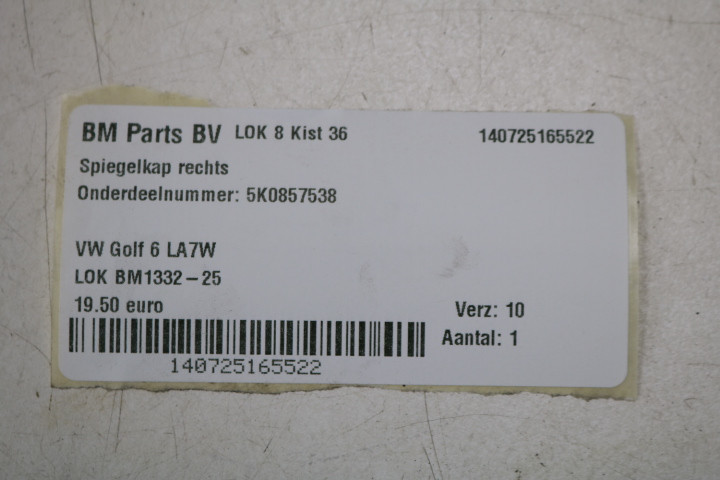 BM Parts BV LOK 8 Kist 36 140725165522
Spiegelkap rechts
Onderdeelnummer: 5K0857538
VW Golf 6 LA7W
LOK BM1332-25
19.50 euro Verz: 10
Aantal: 1
140725165522